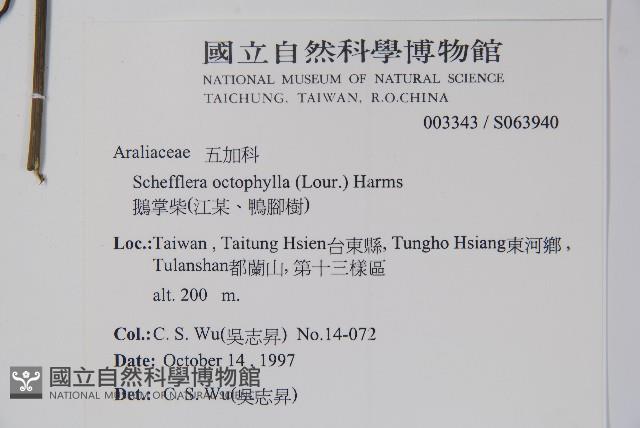 國立自然科學博物館
NATIONAL MUSEUM OF NATURAL SCIENCE
TAICHUNG, TAIWAN, R.O.CHINA
003343 / S063940
Araliaceae 五加科
Schefflera octophylla (Lour.) Harms
鵝掌柴(江某、鴨腳樹)
Loc.:Taiwan , Taitung Hsien台東縣, Tungho Hsiang東河鄉 ,
Tulanshan都蘭山, 第十三樣區
alt. 200 m.
Col.: C. S. Wu(吳志昇) No.14-072
Date: October 14 , 1997
Det.: C. S. Wu(吳志昇)
國立自然科學博物館
NATIONAL MUSEUM OF NATURAL SCIENCE